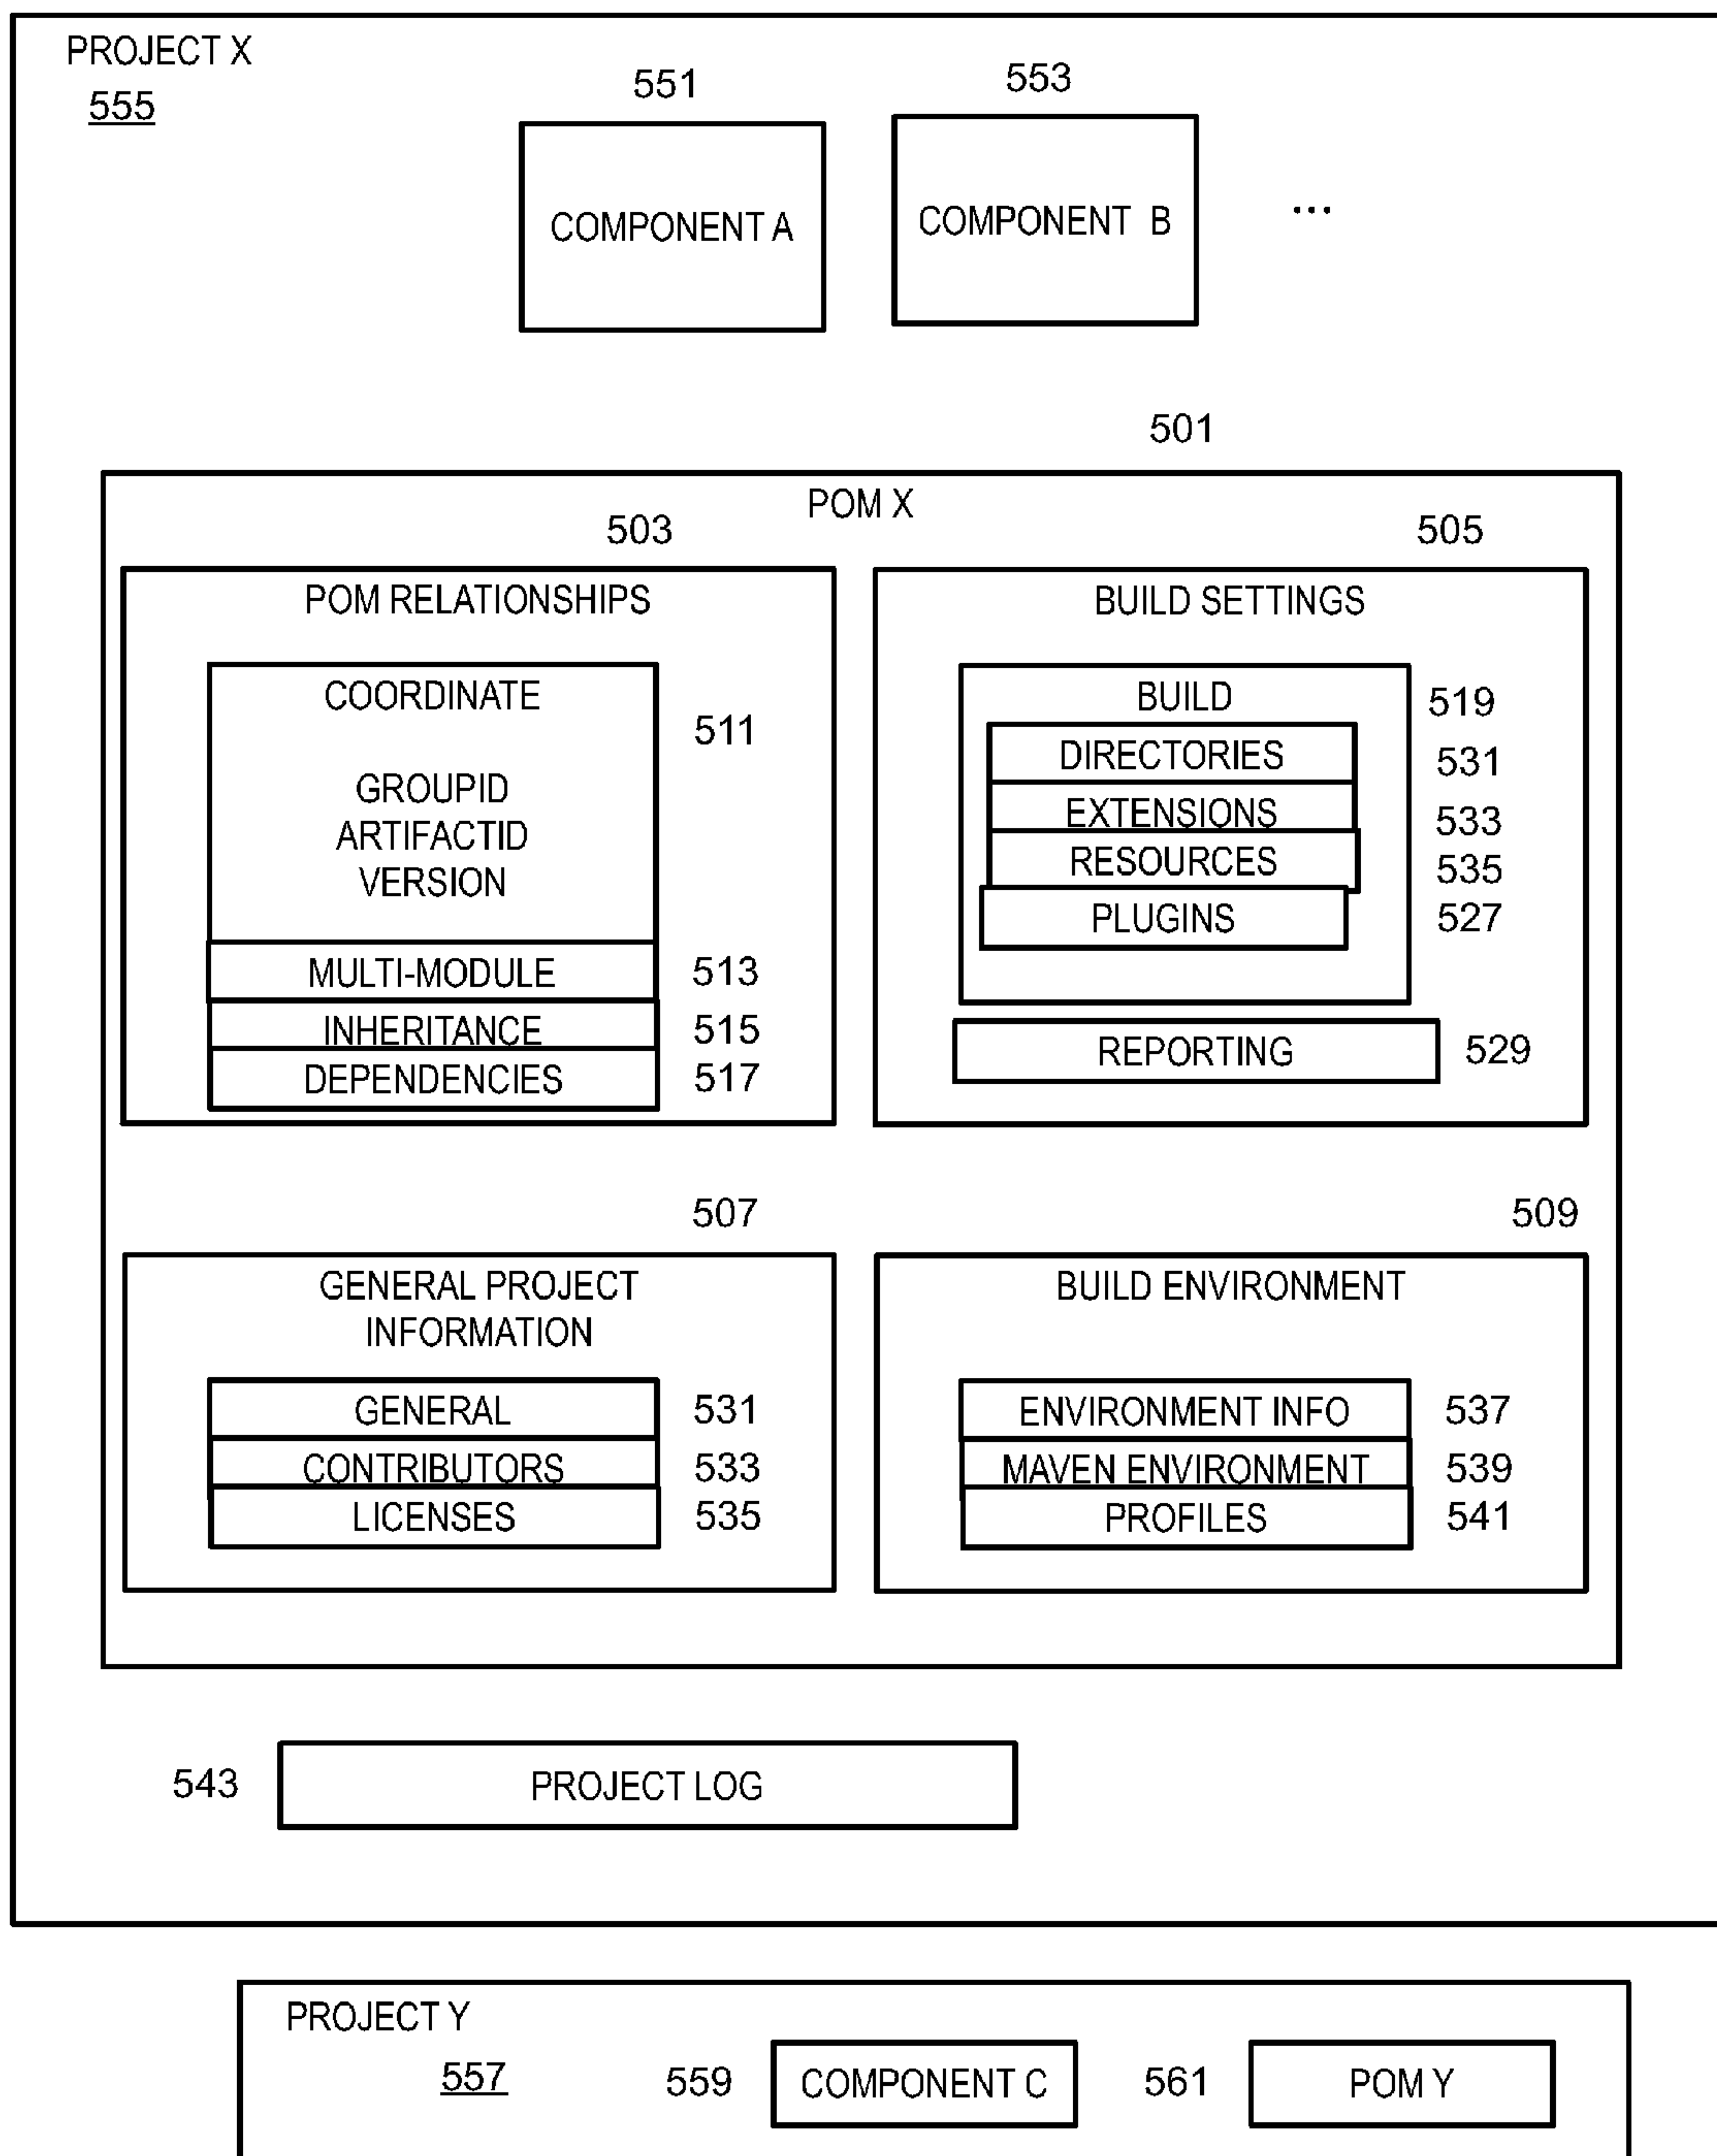 PROJECT X
555
551
553
COMPONENT A
COMPONENT B
...
501
POM X
503
505
POM RELATIONSHIPS
COORDINATE
511
GROUPID
ARTIFACTID
VERSION
MULTI-MODULE
513
INHERITANCE
515
DEPENDENCIES
517
BUILD SETTINGS
BUILD
519
DIRECTORIES
531
EXTENSIONS
533
RESOURCES
535
PLUGINS
527
REPORTING
529
507
509
GENERAL PROJECT
INFORMATION
GENERAL
531
CONTRIBUTORS
533
LICENSES
535
BUILD ENVIRONMENT
ENVIRONMENT INFO
537
MAVEN ENVIRONMENT
539
PROFILES
541
543
PROJECT LOG
PROJECT Y
557
559
COMPONENT C
561
POM Y